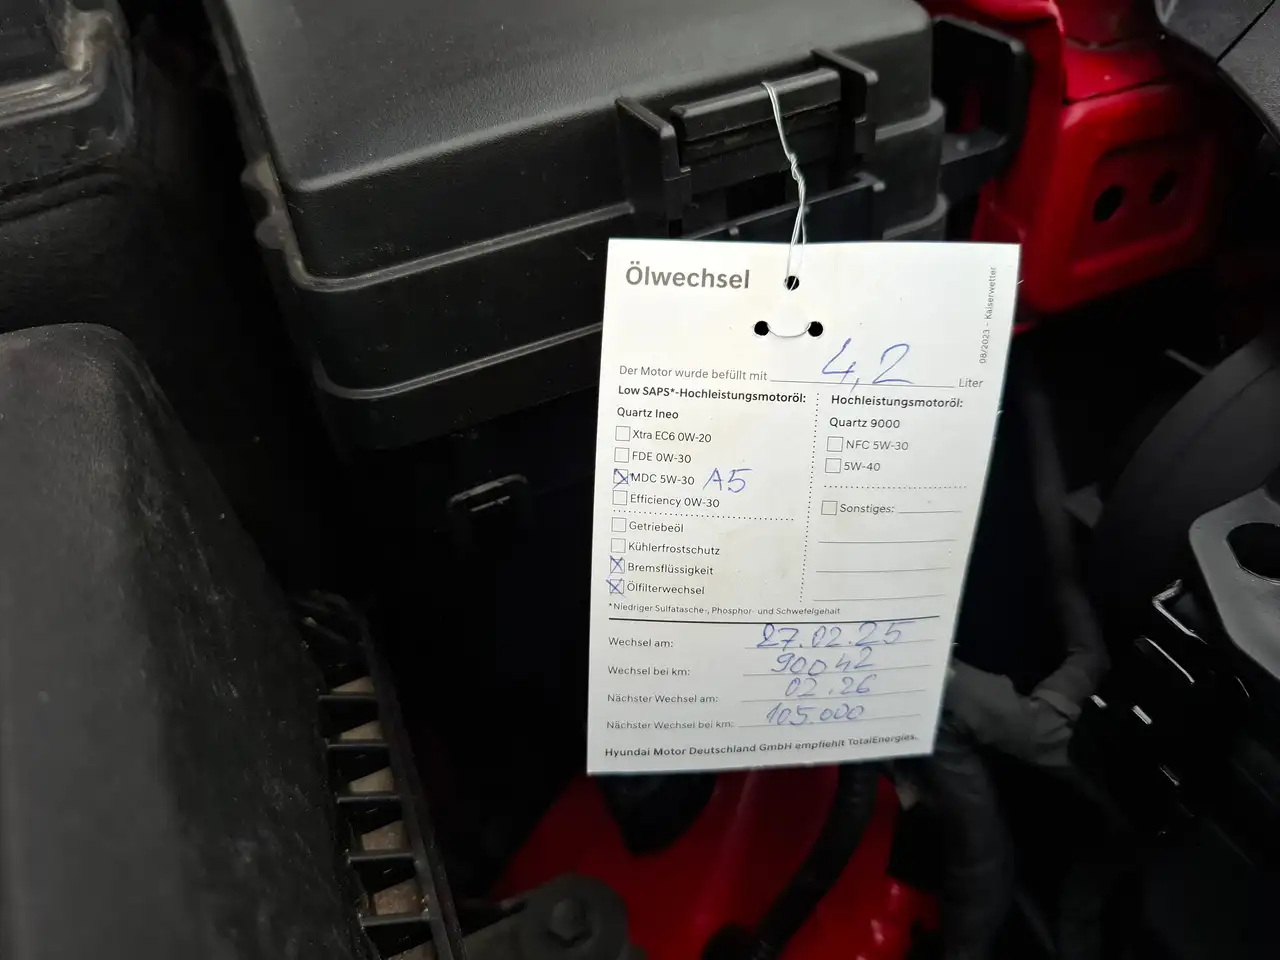 Ölwechsel
08/2023 – Kaiserwetter
Der Motor wurde befüllt mit 4,2 Liter
Low SAPS*-Hochleistungsmotoröl:
Quartz Ineo
Xtra EC6 0W-20
FDE 0W-30
MDC 5W-30 A5
Efficiency 0W-30
Getriebeöl
Kühlerfrostschutz
Bremsflüssigkeit
Ölfilterwechsel
Hochleistungsmotoröl:
Quartz 9000
NFC 5W-30
5W-40
Sonstiges:
*Niedriger Sulfatasche-, Phosphor- und Schwefelgehalt
Wechsel am: 27.02.25
Wechsel bei km: 90042
Nächster Wechsel am: 02.26
Nächster Wechsel bei km: 105.000
Hyundai Motor Deutschland GmbH empfiehlt TotalEnergies.